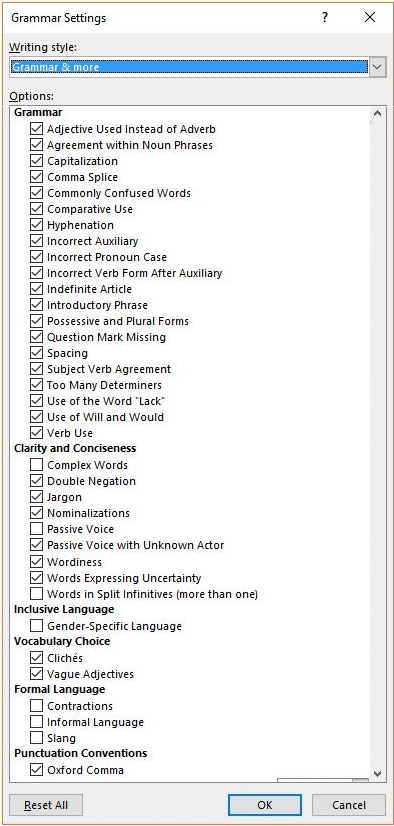 Grammar Settings
Writing style:
Grammar & more
Options:
Grammar
Adjective Used Instead of Adverb
Agreement within Noun Phrases
Capitalization
Comma Splice
Commonly Confused Words
Comparative Use
Hyphenation
Incorrect Auxiliary
Incorrect Pronoun Case
Incorrect Verb Form After Auxiliary
Indefinite Article
Introductory Phrase
Possessive and Plural Forms
Question Mark Missing
Spacing
Subject Verb Agreement
Too Many Determiners
Use of the Word "Lack"
Use of Will and Would
Verb Use
Clarity and Conciseness
Complex Words
Double Negation
Jargon
Nominalizations
Passive Voice
Passive Voice with Unknown Actor
Wordiness
Words Expressing Uncertainty
Words in Split Infinitives (more than one)
Inclusive Language
Gender-Specific Language
Vocabulary Choice
Clichés
Vague Adjectives
Formal Language
Contractions
Informal Language
Slang
Punctuation Conventions
Oxford Comma
Reset All OK Cancel